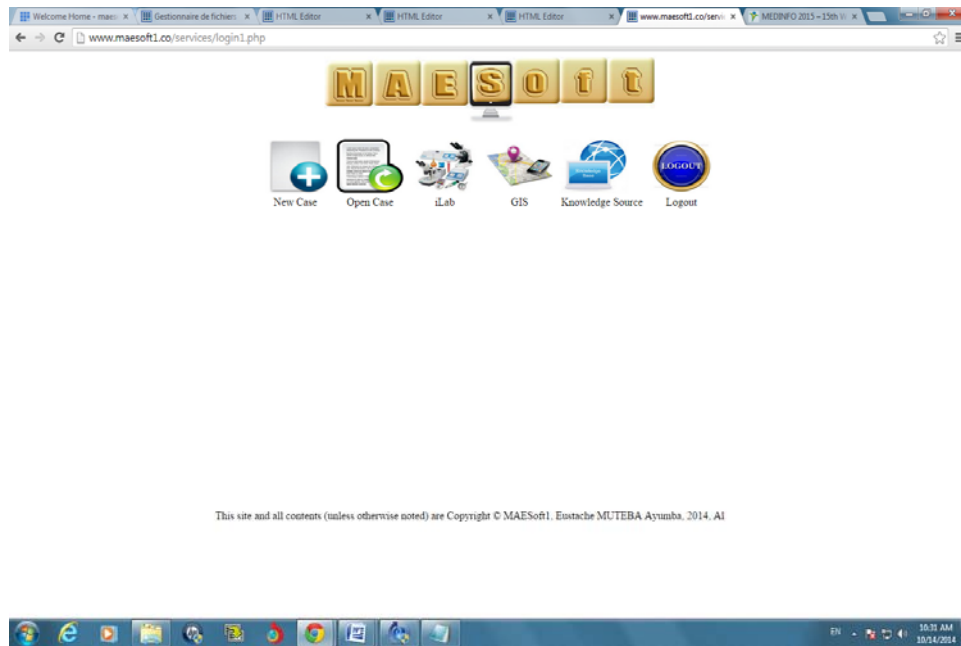 Welcome Home - maes
Gestionnaire de fichiers
HTML Editor
HTML Editor
HTML Editor
www.maesoft1.co/servi
MEDINFO 2015 – 15th W
www.maesoft1.co/services/login1.php
MAESoft
LOGOUT
New Case
Open Case
iLab
GIS
Knowledge Source
Logout
This site and all contents (unless otherwise noted) are Copyright © MAESoft1, Eustache MUTEBA Ayumba, 2014, Al
EN
10:31 AM
10/14/2014